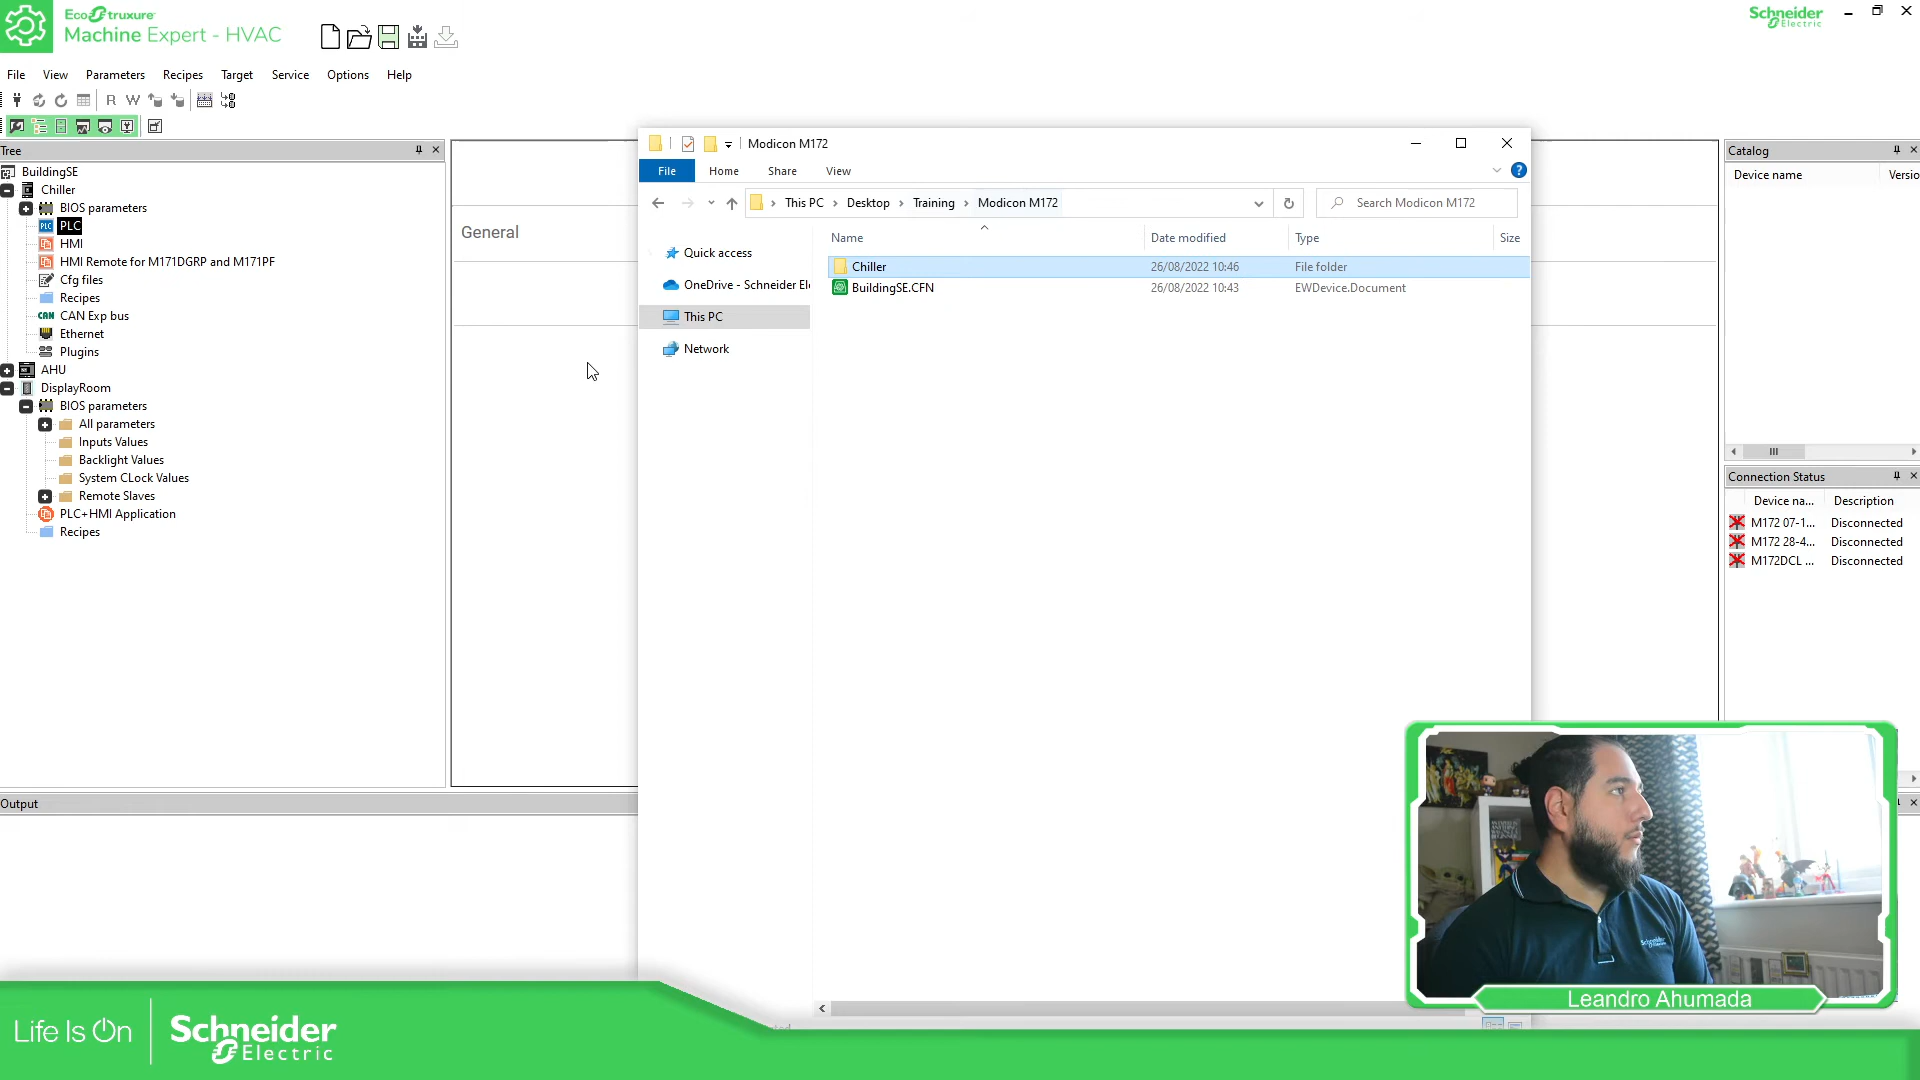 EcoStruxure
Machine Expert - HVAC
Schneider
Electric
File View Parameters Recipes Target Service Options Help
R W
Tree
BuildingSE
Chiller
BIOS parameters
PLC PLC
HMI
HMI Remote for M171DGRP and M171PF
Cfg files
Recipes
CAN CAN Exp bus
Ethernet
Plugins
AHU
DisplayRoom
BIOS parameters
All parameters
Inputs Values
Backlight Values
System CLock Values
Remote Slaves
PLC+HMI Application
Recipes
General
Modicon M172
File Home Share View
This PC Desktop Training Modicon M172
Search Modicon M172
Quick access
OneDrive - Schneider Ele
This PC
Network
Name Date modified Type Size
Chiller 26/08/2022 10:46 File folder
BuildingSE.CFN 26/08/2022 10:43 EWDevice.Document
Catalog
Device name Versio
Connection Status
Device na... Description
M172 07-1... Disconnected
M172 28-4... Disconnected
M172DCL ... Disconnected
Output
Leandro Ahumada
Life Is On
Schneider
Electric